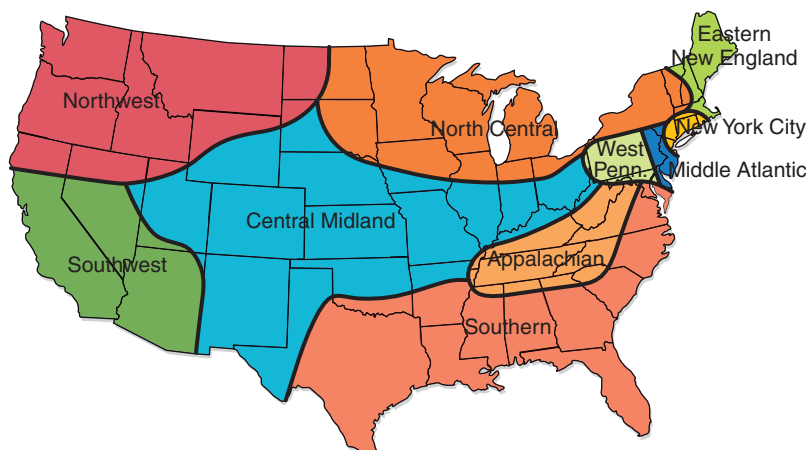 Eastern
New England
Northwest
North Central
New York City
West
Penn.
Middle Atlantic
Central Midland
Southwest
Appalachian
Southern